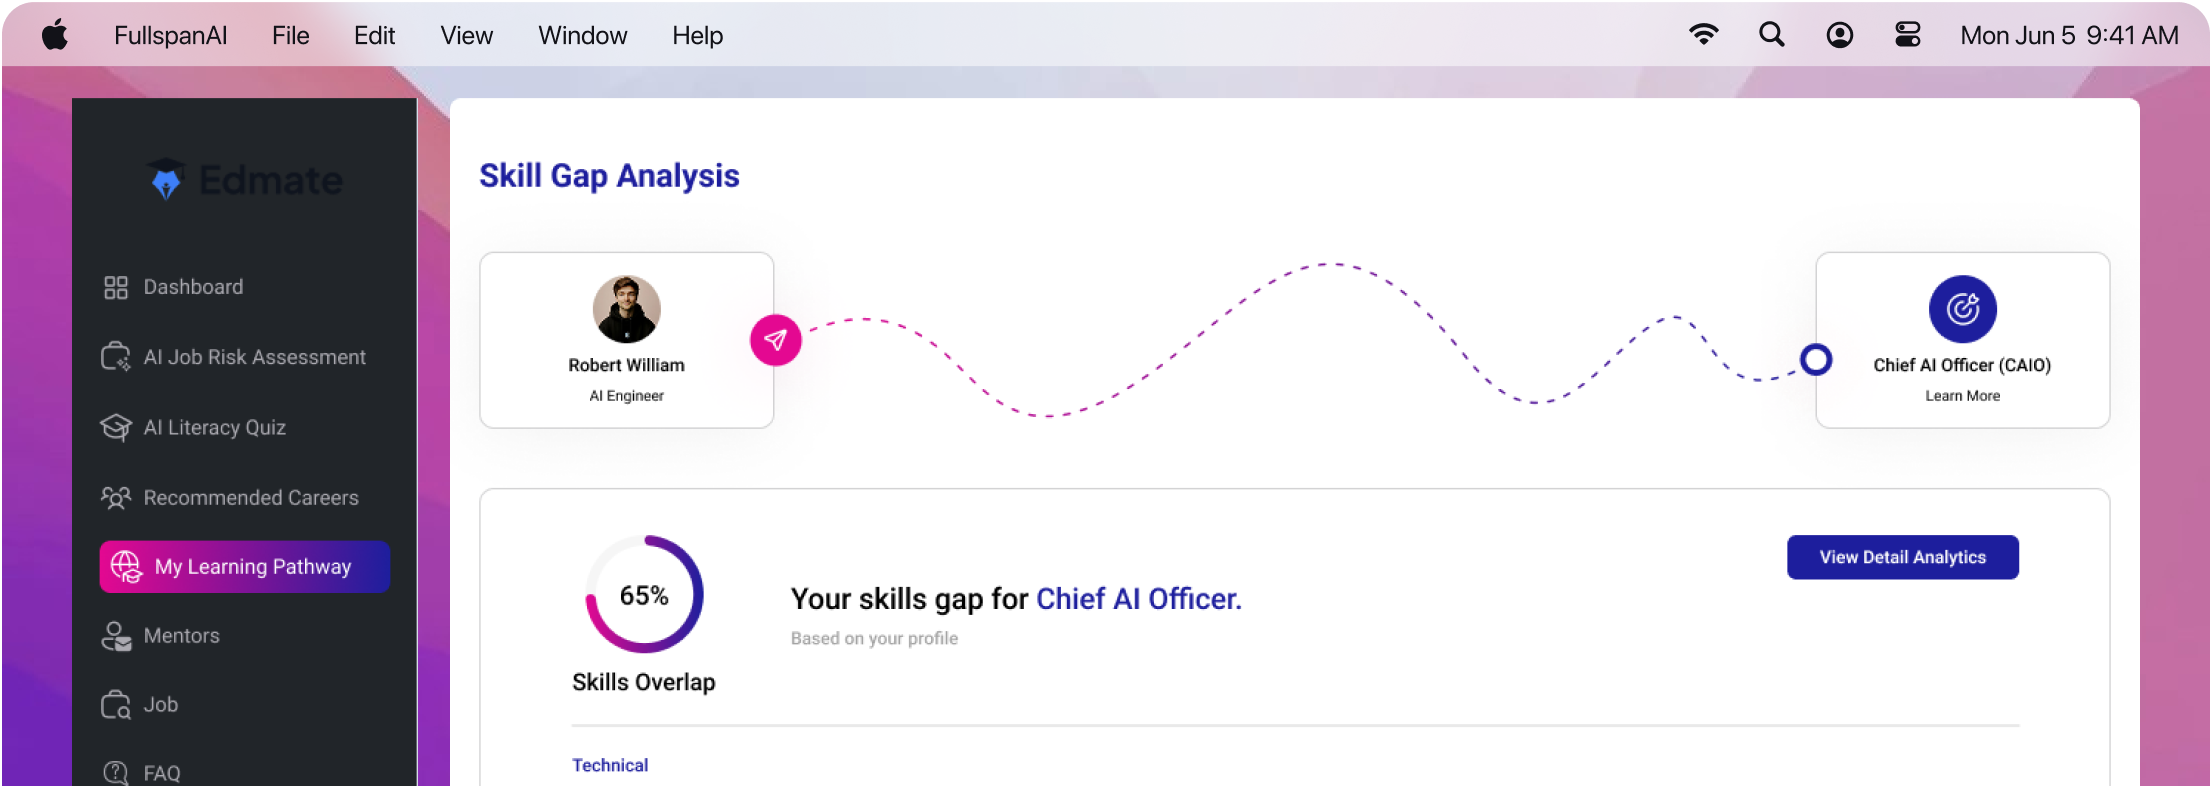 FullspanAI File Edit View Window Help Mon Jun 5 9:41 AM
Edmate
Dashboard
AI Job Risk Assessment
AI Literacy Quiz
Recommended Careers
My Learning Pathway
Mentors
Job
FAQ
Skill Gap Analysis
Robert William
AI Engineer
Chief AI Officer (CAIO)
Learn More
65%
Skills Overlap
Your skills gap for Chief AI Officer.
Based on your profile
View Detail Analytics
Technical